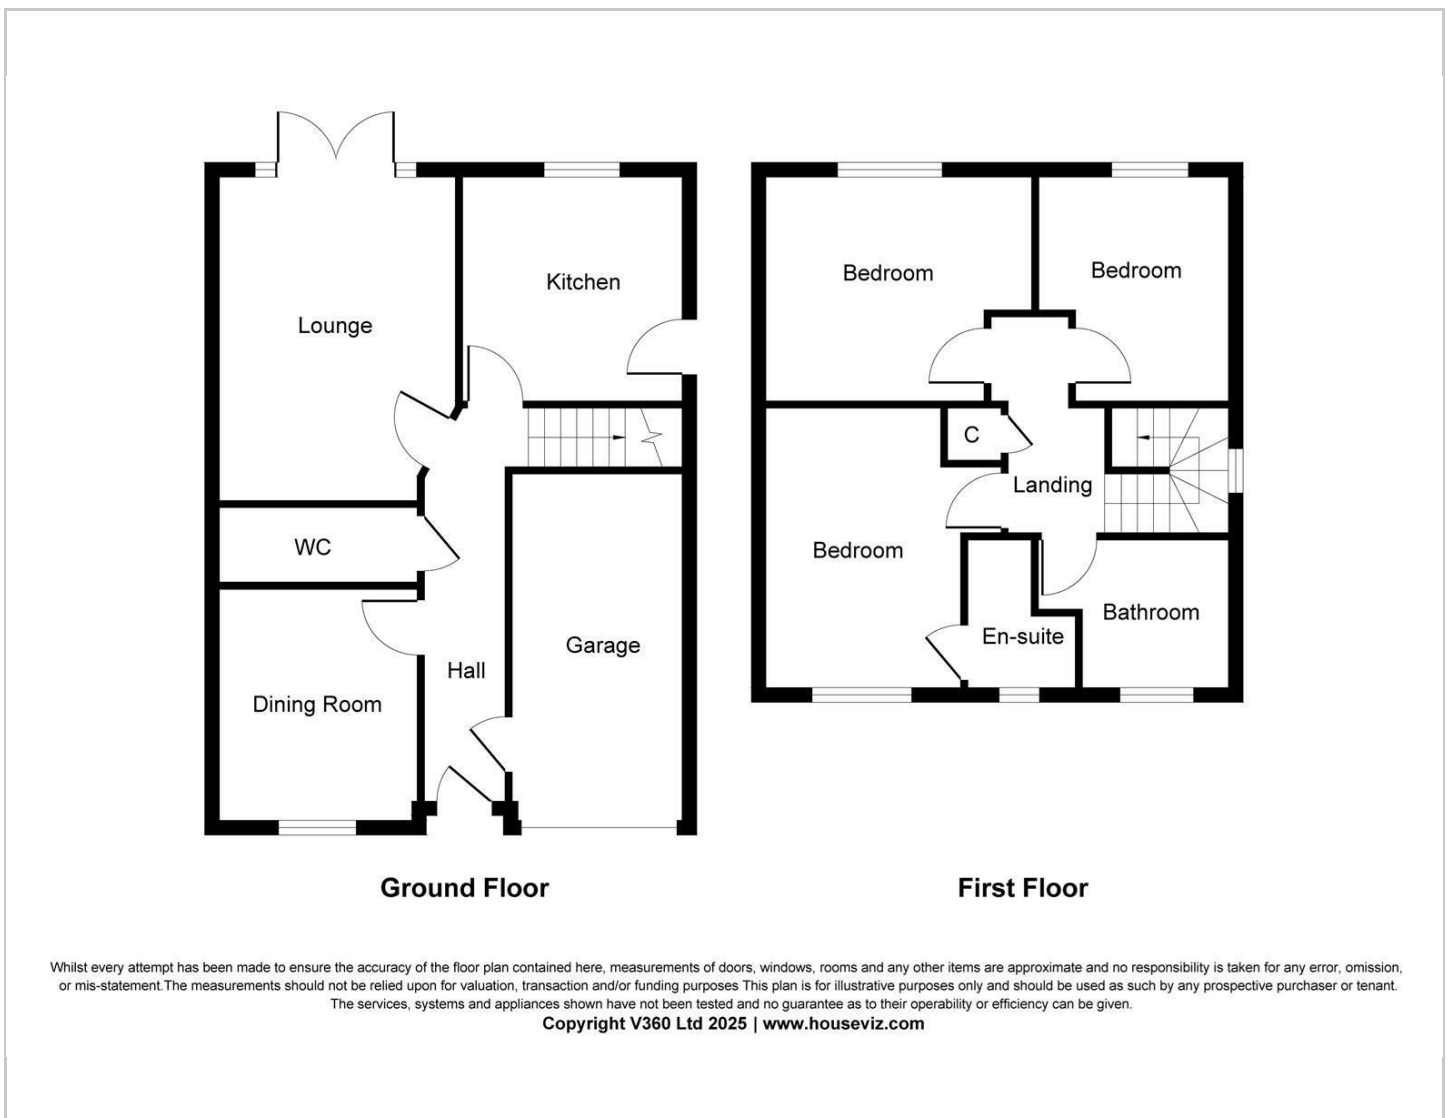 Kitchen
Lounge
WC
Garage
Hall
Dining Room
Ground Floor
Bedroom
Bedroom
C
Landing
Bedroom
Bathroom
En-suite
First Floor
Whilst every attempt has been made to ensure the accuracy of the floor plan contained here, measurements of doors, windows, rooms and any other items are approximate and no responsibility is taken for any error, omission,
or mis-statement.The measurements should not be relied upon for valuation, transaction and/or funding purposes This plan is for illustrative purposes only and should be used as such by any prospective purchaser or tenant.
The services, systems and appliances shown have not been tested and no guarantee as to their operability or efficiency can be given.
Copyright V360 Ltd 2025 | www.houseviz.com